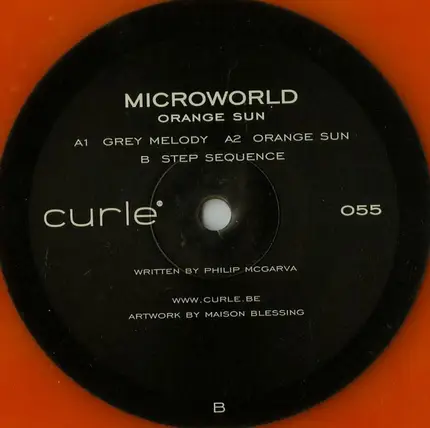 MICROWORLD
ORANGE SUN
A1 GREY MELODY A2 ORANGE SUN
B STEP SEQUENCE
curle® 055
WRITTEN BY PHILIP MCGARVA
WWW.CURLE.BE
ARTWORK BY MAISON BLESSING
B